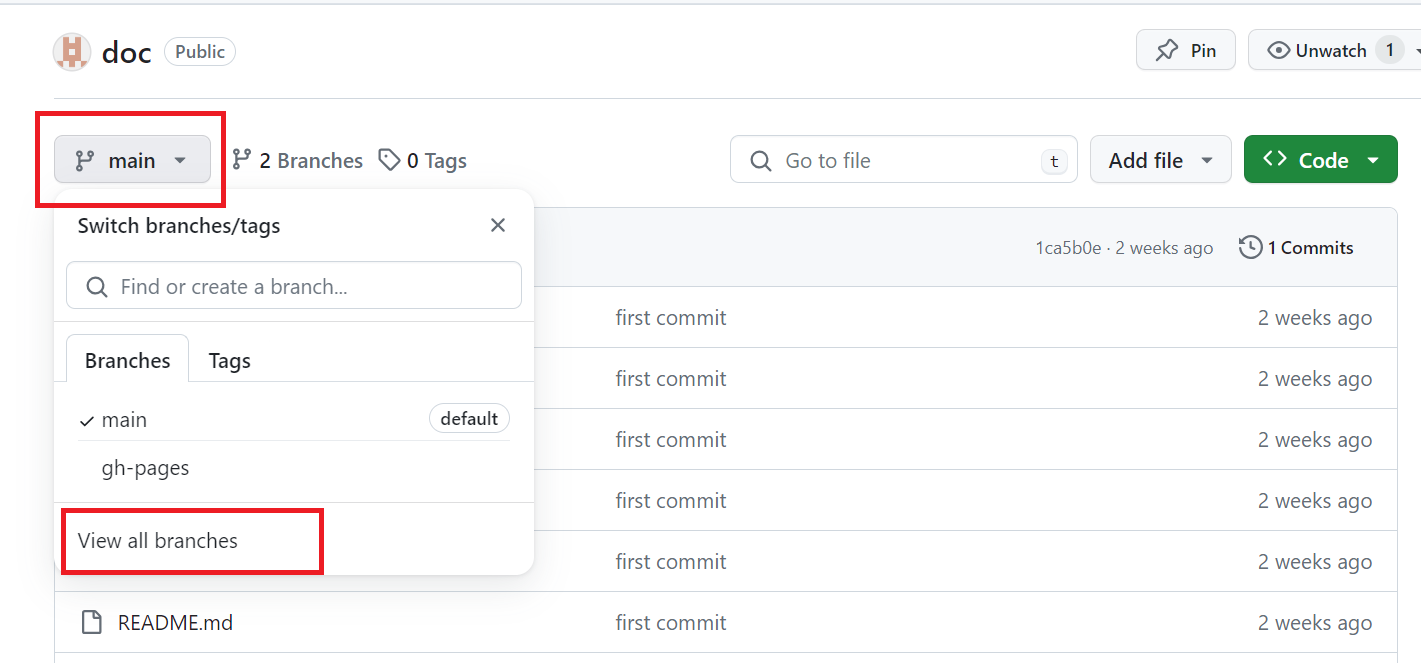 doc Public Pin Unwatch 1
main 2 Branches 0 Tags Go to file t Add file Code
Switch branches/tags
1ca5b0e · 2 weeks ago 1 Commits
Find or create a branch...
first commit 2 weeks ago
Branches Tags
first commit 2 weeks ago
main default
first commit 2 weeks ago
gh-pages
first commit 2 weeks ago
View all branches
first commit 2 weeks ago
README.md first commit 2 weeks ago